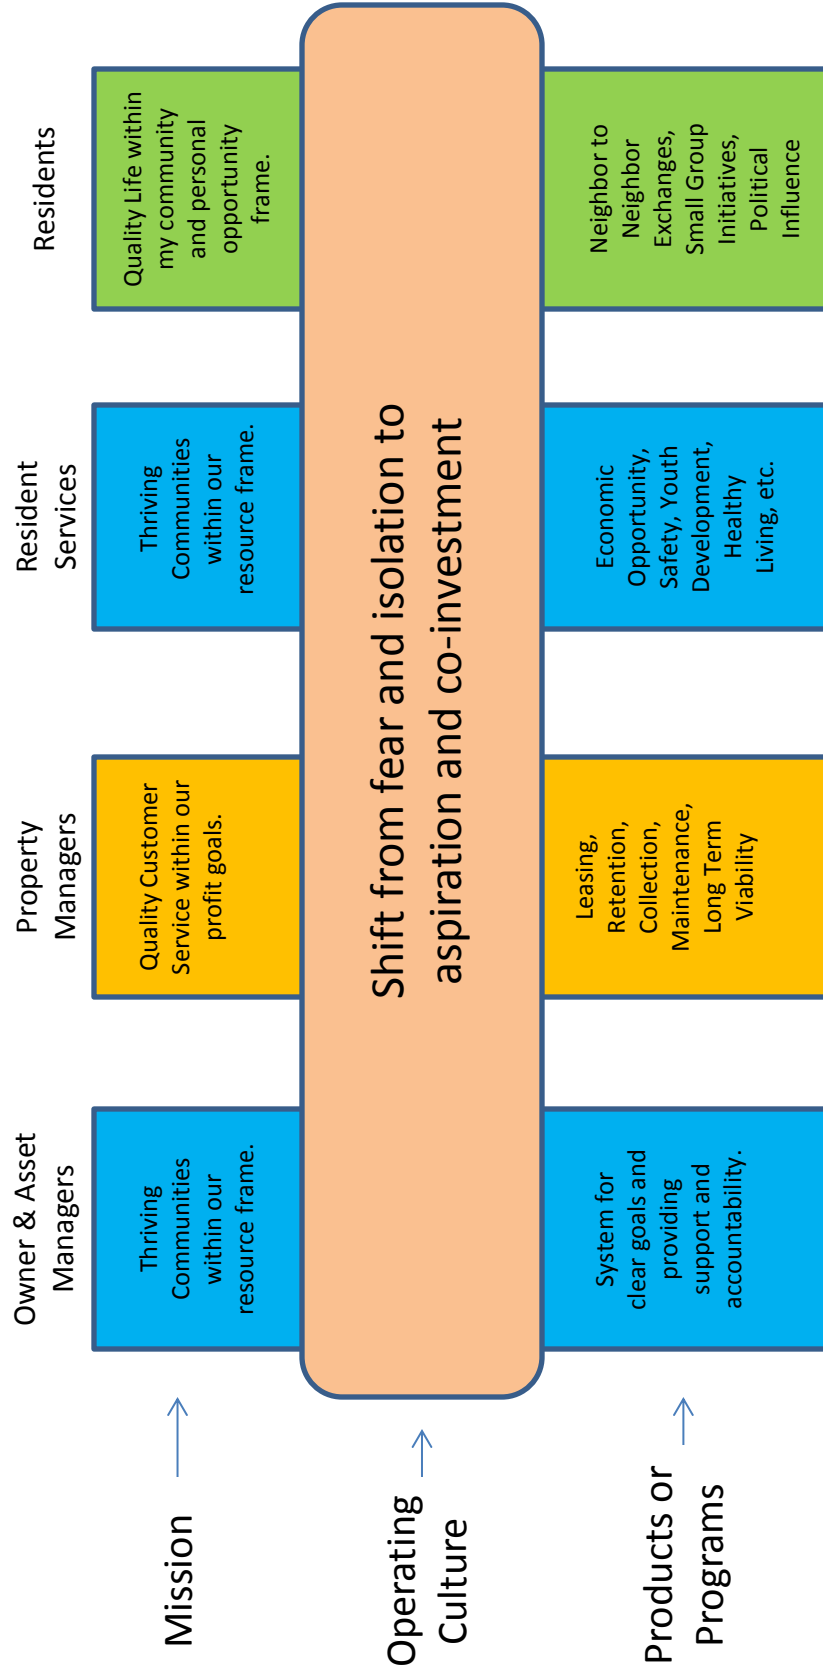 Owner & Asset
Managers
Property
Managers
Resident
Services
Residents
Mission
Thriving
Communities
within our
resource frame.
Quality Customer
Service within our
profit goals.
Thriving
Communities
within our
resource frame.
Quality Life within
my community
and personal
opportunity
frame.
Operating
Culture
Shift from fear and isolation to
aspiration and co-investment
Products or
Programs
System for
clear goals and
providing
support and
accountability.
Leasing,
Retention,
Collection,
Maintenance,
Long Term
Viability
Economic
Opportunity,
Safety, Youth
Development,
Healthy
Living, etc.
Neighbor to
Neighbor
Exchanges,
Small Group
Initiatives,
Political
Influence